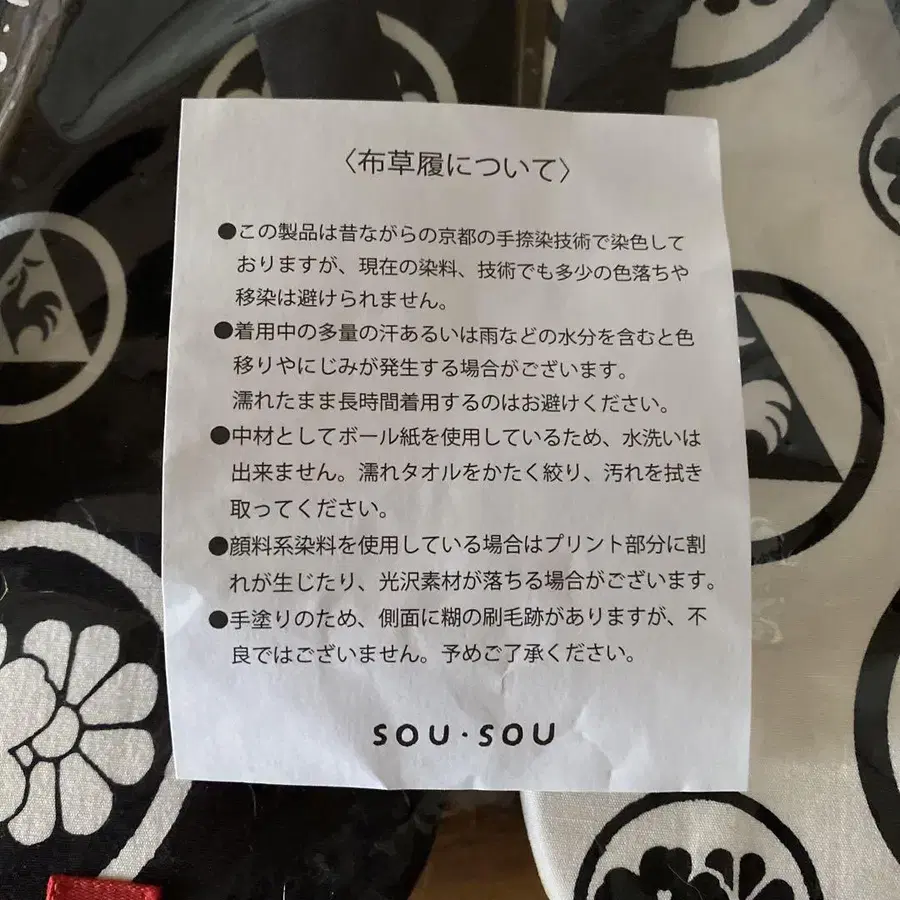 〈布草履について〉
●この製品は昔ながらの京都の手捺染技術で染色して
おりますが、現在の染料、技術でも多少の色落ちや
移染は避けられません。
●着用中の多量の汗あるいは雨などの水分を含むと色
移りやにじみが発生する場合がございます。
濡れたまま長時間着用するのはお避けください。
●中材としてボール紙を使用しているため、水洗いは
出来ません。濡れタオルをかたく絞り、汚れを拭き
取ってください。
●顔料系染料を使用している場合はプリント部分に割
れが生じたり、光沢素材が落ちる場合がございます。
●手塗りのため、側面に糊の刷毛跡がありますが、不
良ではございません。予めご了承ください。
SOU・SOU